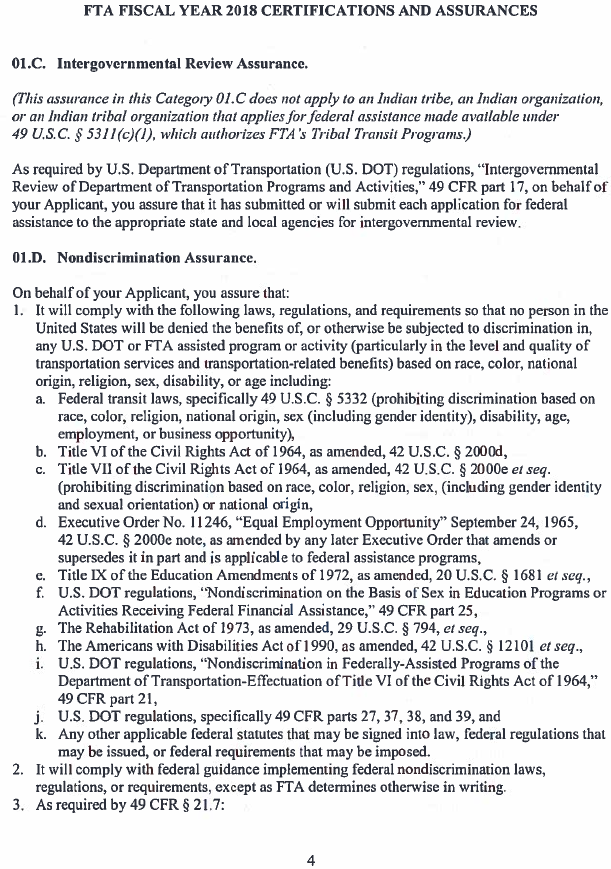 FTA FISCAL YEAR 2018 CERTIFICATIONS AND ASSURANCES
01.C. Intergovernmental Review Assurance.
(This assurance in this Category 01.C does not apply to an Indian tribe, an Indian organization,
or an Indian tribal organization that applies for federal assistance made available under
49 U.S.C. § 5311(c)(1), which authorizes FTA's Tribal Transit Programs.)
As required by U.S. Department of Transportation (U.S. DOT) regulations, “Intergovernmental
Review of Department of Transportation Programs and Activities,” 49 CFR part 17, on behalf of
your Applicant, you assure that it has submitted or will submit each application for federal
assistance to the appropriate state and local agencies for intergovernmental review.
01.D. Nondiscrimination Assurance.
On behalf of your Applicant, you assure that:
1. It will comply with the following laws, regulations, and requirements so that no person in the
United States will be denied the benefits of, or otherwise be subjected to discrimination in,
any U.S. DOT or FTA assisted program or activity (particularly in the level and quality of
transportation services and transportation-related benefits) based on race, color, national
origin, religion, sex, disability, or age including:
a. Federal transit laws, specifically 49 U.S.C. § 5332 (prohibiting discrimination based on
race, color, religion, national origin, sex (including gender identity), disability, age,
employment, or business opportunity),
b. Title VI of the Civil Rights Act of 1964, as amended, 42 U.S.C. § 2000d,
c. Title VII of the Civil Rights Act of 1964, as amended, 42 U.S.C. § 2000e et seq.
(prohibiting discrimination based on race, color, religion, sex, (including gender identity
and sexual orientation) or national origin,
d. Executive Order No. 11246, “Equal Employment Opportunity” September 24, 1965,
42 U.S.C. § 2000e note, as amended by any later Executive Order that amends or
supersedes it in part and is applicable to federal assistance programs,
e. Title IX of the Education Amendments of 1972, as amended, 20 U.S.C. § 1681 et seq.,
f. U.S. DOT regulations, “Nondiscrimination on the Basis of Sex in Education Programs or
Activities Receiving Federal Financial Assistance,” 49 CFR part 25,
g. The Rehabilitation Act of 1973, as amended, 29 U.S.C. § 794, et seq.,
h. The Americans with Disabilities Act of 1990, as amended, 42 U.S.C. § 12101 et seq.,
i. U.S. DOT regulations, “Nondiscrimination in Federally-Assisted Programs of the
Department of Transportation-Effectuation of Title VI of the Civil Rights Act of 1964,”
49 CFR part 21,
j. U.S. DOT regulations, specifically 49 CFR parts 27, 37, 38, and 39, and
k. Any other applicable federal statutes that may be signed into law, federal regulations that
may be issued, or federal requirements that may be imposed.
2. It will comply with federal guidance implementing federal nondiscrimination laws,
regulations, or requirements, except as FTA determines otherwise in writing.
3. As required by 49 CFR § 21.7:
4